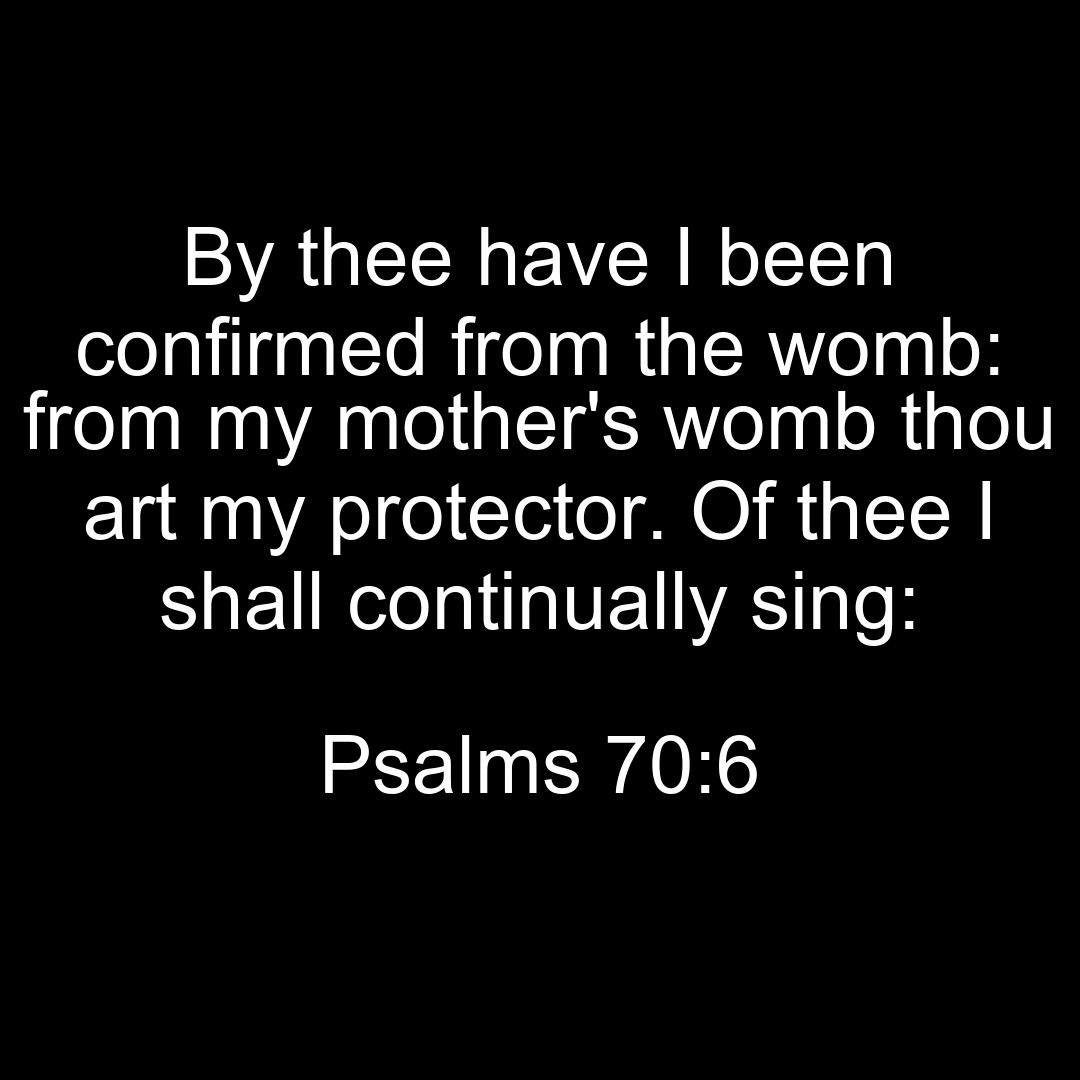 By thee have I been
confirmed from the womb:
from my mother's womb thou
art my protector. Of thee I
shall continually sing:
Psalms 70:6